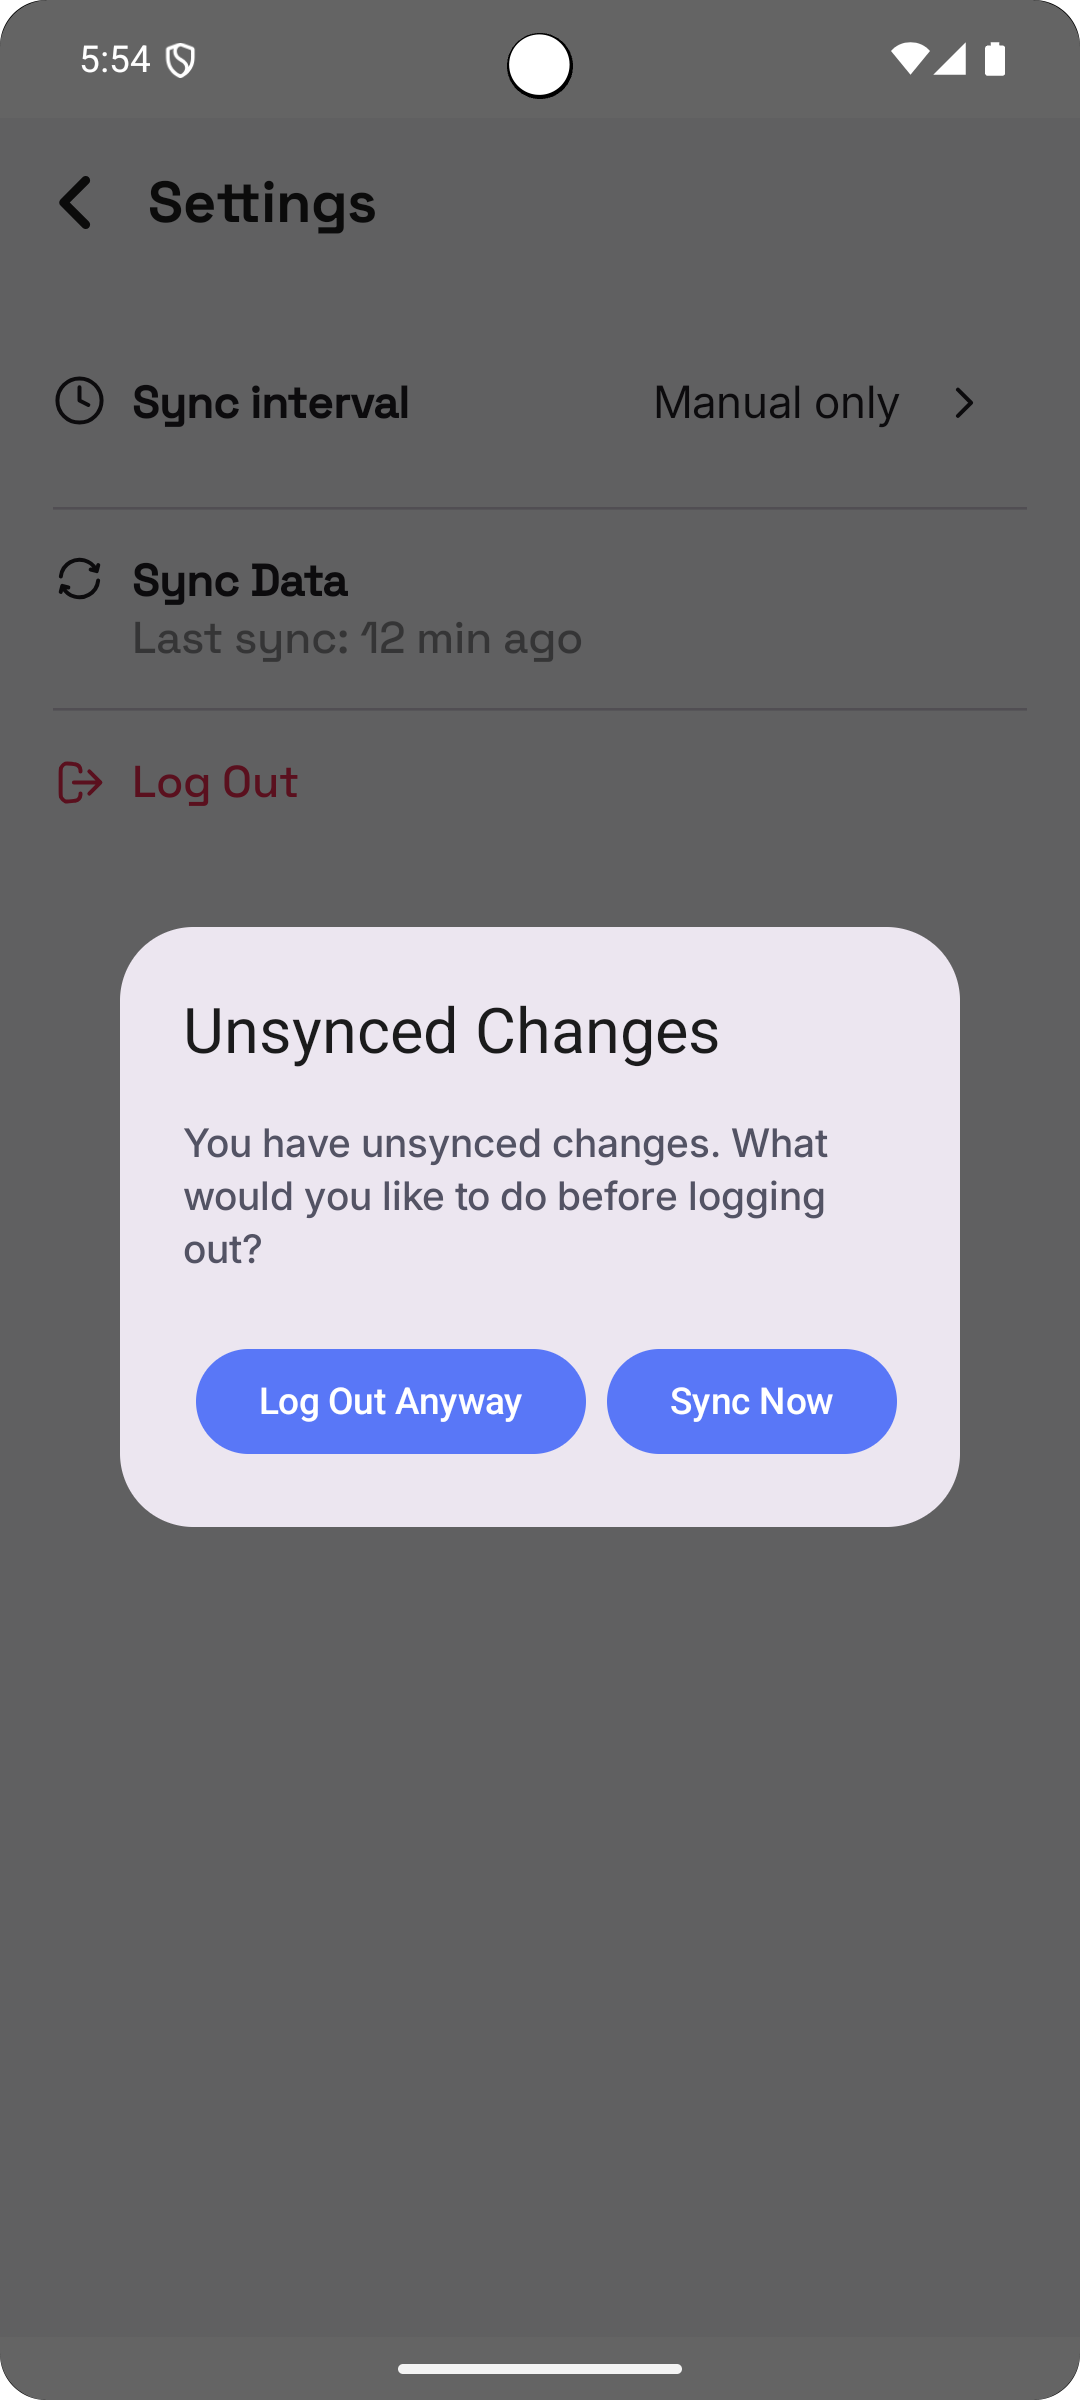 5:54
Settings
Sync interval Manual only
Sync Data
Last sync: 12 min ago
Log Out
Unsynced Changes
You have unsynced changes. What
would you like to do before logging
out?
Log Out Anyway Sync Now